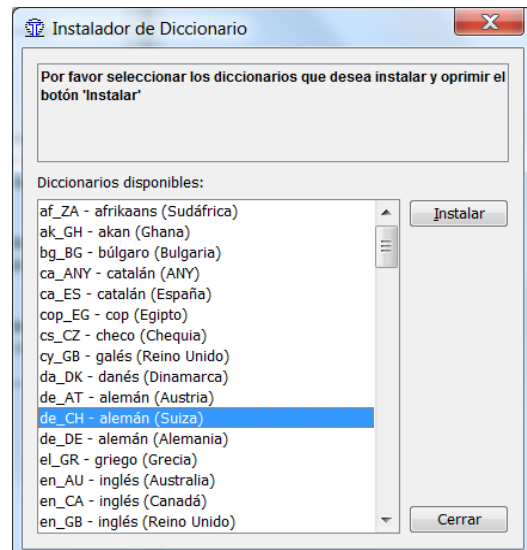 Instalador de Diccionario
Por favor seleccionar los diccionarios que desea instalar y oprimir el
botón 'Instalar'
Diccionarios disponibles:
af_ZA - afrikaans (Sudáfrica)
ak_GH - akan (Ghana)
bg_BG - búlgaro (Bulgaria)
ca_ANY - catalán (ANY)
ca_ES - catalán (España)
cop_EG - cop (Egipto)
cs_CZ - checo (Chequia)
cy_GB - galés (Reino Unido)
da_DK - danés (Dinamarca)
de_AT - alemán (Austria)
de_CH - alemán (Suiza)
de_DE - alemán (Alemania)
el_GR - griego (Grecia)
en_AU - inglés (Australia)
en_CA - inglés (Canadá)
en_GB - inglés (Reino Unido)
Instalar
Cerrar